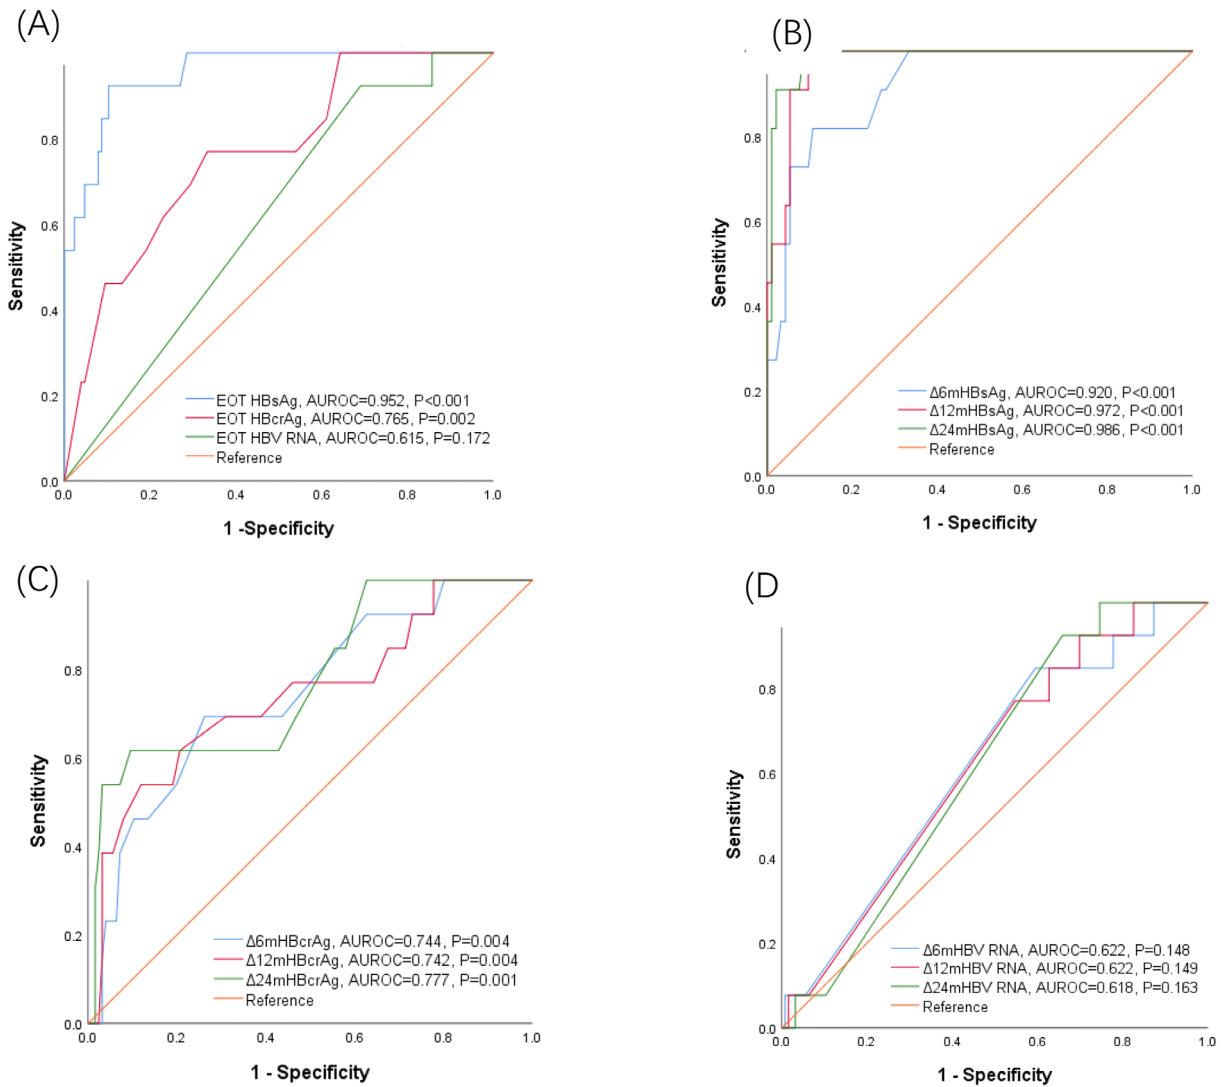 (A)
Sensitivity
0.8
0.6
0.4
0.2
0.0
EOT HBsAg, AUROC=0.952, P<0.001
EOT HBcrAg, AUROC=0.765, P=0.002
EOT HBV RNA, AUROC=0.615, P=0.172
Reference
0.0 0.2 0.4 0.6 0.8 1.0
1 -Specificity
(B)
Sensitivity
0.8
0.6
0.4
0.2
0.0
Δ6mHBsAg, AUROC=0.920, P<0.001
Δ12mHBsAg, AUROC=0.972, P<0.001
Δ24mHBsAg, AUROC=0.986, P<0.001
Reference
0.0 0.2 0.4 0.6 0.8 1.0
1 - Specificity
(C)
Sensitivity
0.8
0.6
0.4
0.2
0.0
Δ6mHBcrAg, AUROC=0.744, P=0.004
Δ12mHBcrAg, AUROC=0.742, P=0.004
Δ24mHBcrAg, AUROC=0.777, P=0.001
Reference
0.0 0.2 0.4 0.6 0.8 1.0
1 - Specificity
(D)
Sensitivity
0.8
0.6
0.4
0.2
0.0
Δ6mHBV RNA, AUROC=0.622, P=0.148
Δ12mHBV RNA, AUROC=0.622, P=0.149
Δ24mHBV RNA, AUROC=0.618, P=0.163
Reference
0.0 0.2 0.4 0.6 0.8 1.0
1 - Specificity